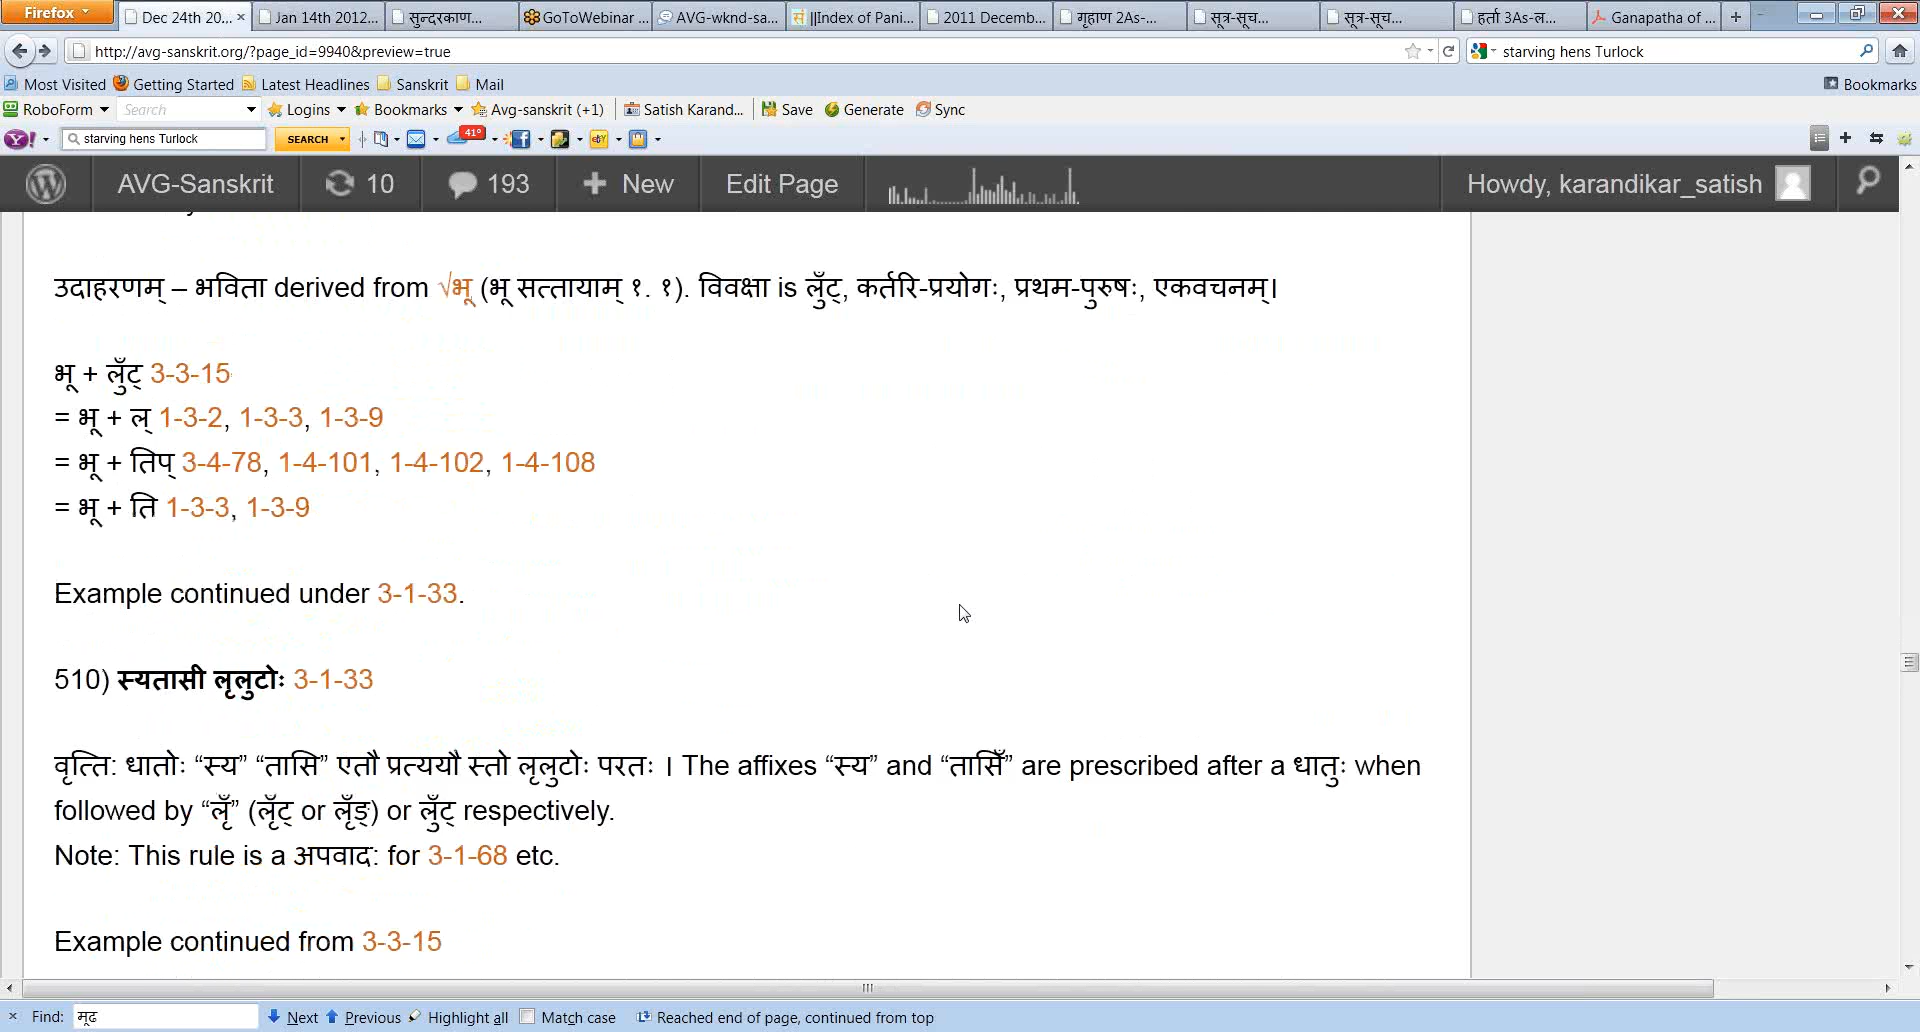 Firefox
Dec 24th 20...
Jan 14th 2012...
सुन्दरकाण...
GoToWebinar ...
AVG-wknd-sa...
||Index of Pani...
2011 Decemb...
गृहाण 2As-...
सूत्र-सूच...
सूत्र-सूच...
हर्ता 3As-ल...
Ganapatha of ...
http://avg-sanskrit.org/?page_id=9940&preview=true
starving hens Turlock
Most Visited Getting Started Latest Headlines Sanskrit Mail Bookmarks
RoboForm Search Logins Bookmarks Avg-sanskrit (+1) Satish Karand... Save Generate Sync
starving hens Turlock SEARCH 41°
AVG-Sanskrit 10 193 New Edit Page Howdy, karandikar_satish
उदाहरणम् – भविता derived from √भू (भू सत्तायाम् १. १). विवक्षा is लुँट्, कर्तरि-प्रयोगः, प्रथम-पुरुषः, एकवचनम्।
भू + लुँट् 3-3-15
= भू + ल् 1-3-2, 1-3-3, 1-3-9
= भू + तिप् 3-4-78, 1-4-101, 1-4-102, 1-4-108
= भू + ति 1-3-3, 1-3-9
Example continued under 3-1-33.
510) स्यतासी लृलुटोः 3-1-33
वृत्ति: धातोः “स्य” “तासि” एतौ प्रत्ययौ स्तो लृलुटोः परतः । The affixes “स्य” and “तासिँ” are prescribed after a धातुः when
followed by “लृँ” (लृँट् or लृँङ्) or लुँट् respectively.
Note: This rule is a अपवाद: for 3-1-68 etc.
Example continued from 3-3-15
Find: मूढ Next Previous Highlight all Match case Reached end of page, continued from top